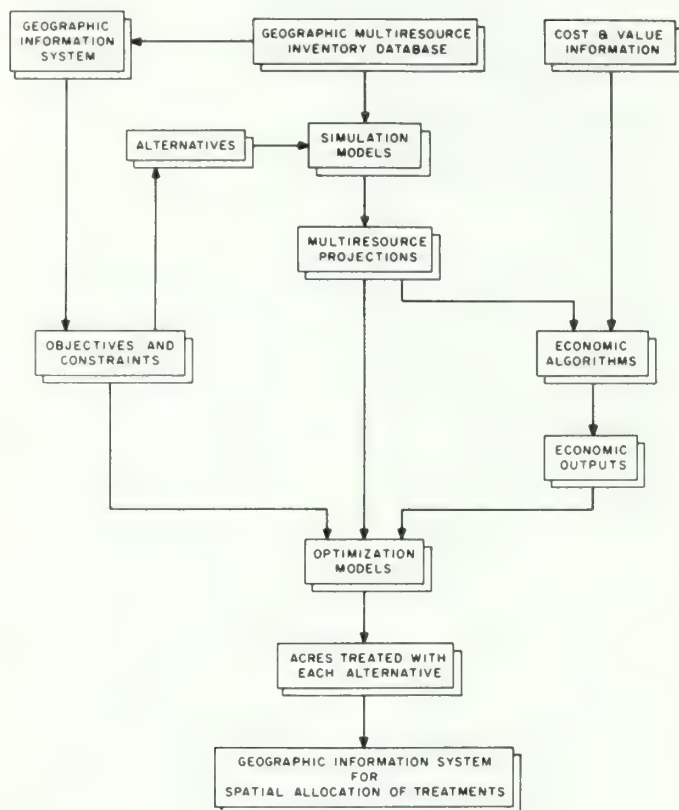 GEOGRAPHIC
INFORMATION
SYSTEM
GEOGRAPHIC MULTIRESOURCE
INVENTORY DATABASE
COST & VALUE
INFORMATION
ALTERNATIVES
SIMULATION
MODELS
MULTIRESOURCE
PROJECTIONS
OBJECTIVES AND
CONSTRAINTS
ECONOMIC
ALGORITHMS
ECONOMIC
OUTPUTS
OPTIMIZATION
MODELS
ACRES TREATED WITH
EACH ALTERNATIVE
GEOGRAPHIC INFORMATION SYSTEM
FOR
SPATIAL ALLOCATION OF TREATMENTS